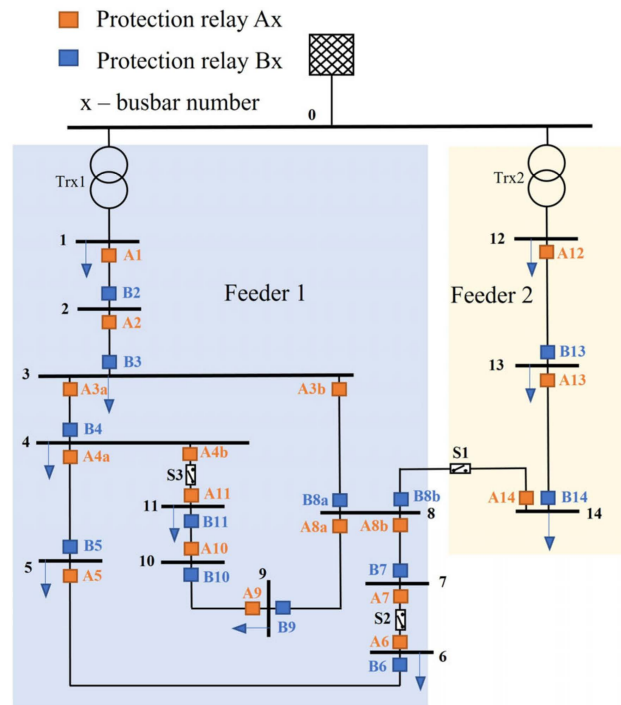 Protection relay Ax
Protection relay Bx
x – busbar number
0
Trx1
Trx2
1
A1
12
A12
B2
2
Feeder 1
Feeder 2
A2
B3
B13
3
13
A3a
A3b
A13
B4
4
A4a
A4b
S1
S3
A11
B8a
B8b
A14
B14
11
8
14
B11
A8a
A8b
B5
A10
5
10
9
B7
A5
B10
7
A9
A7
B9
S2
A6
6
B6